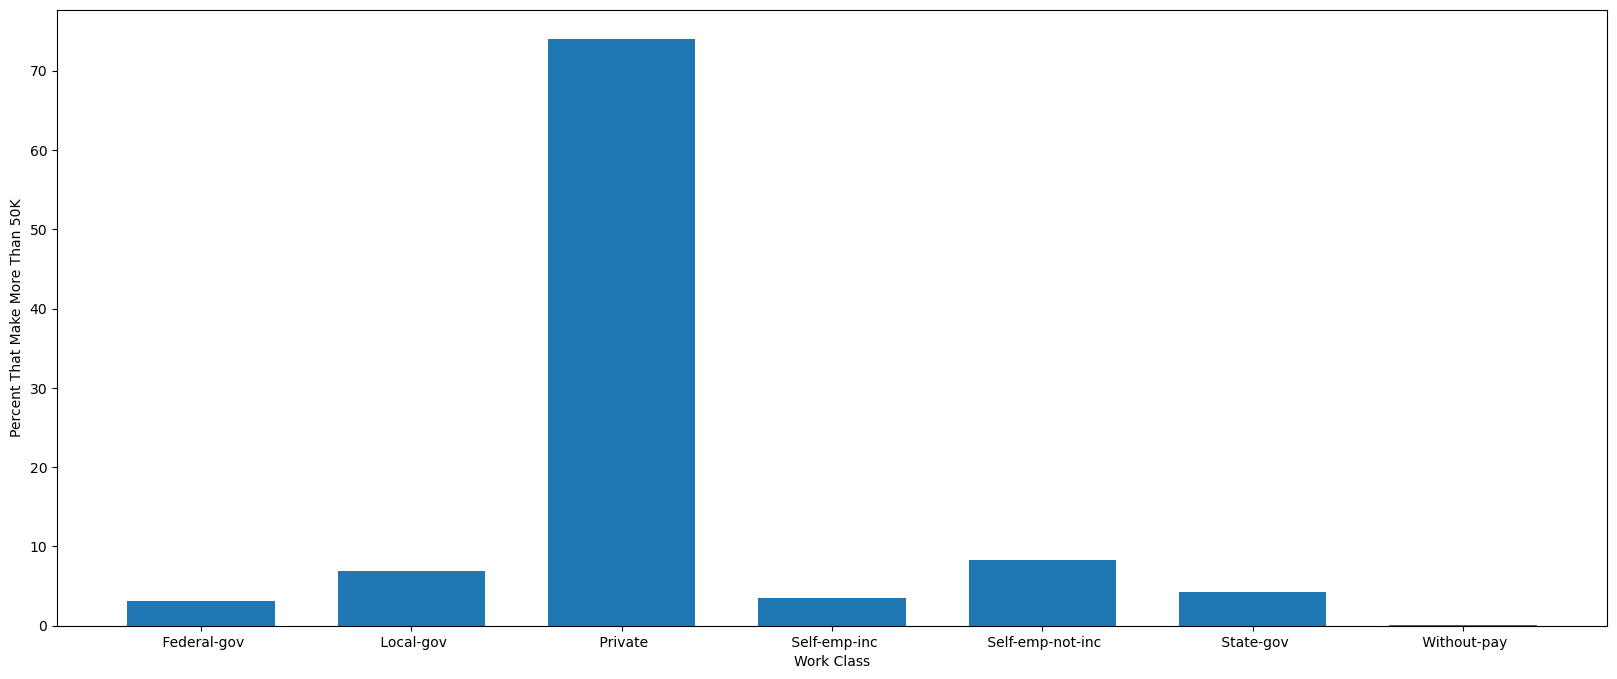 Percent That Make More Than 50K
70
60
50
40
30
20
10
0
Federal-gov
Local-gov
Private
Self-emp-inc
Self-emp-not-inc
State-gov
Without-pay
Work Class